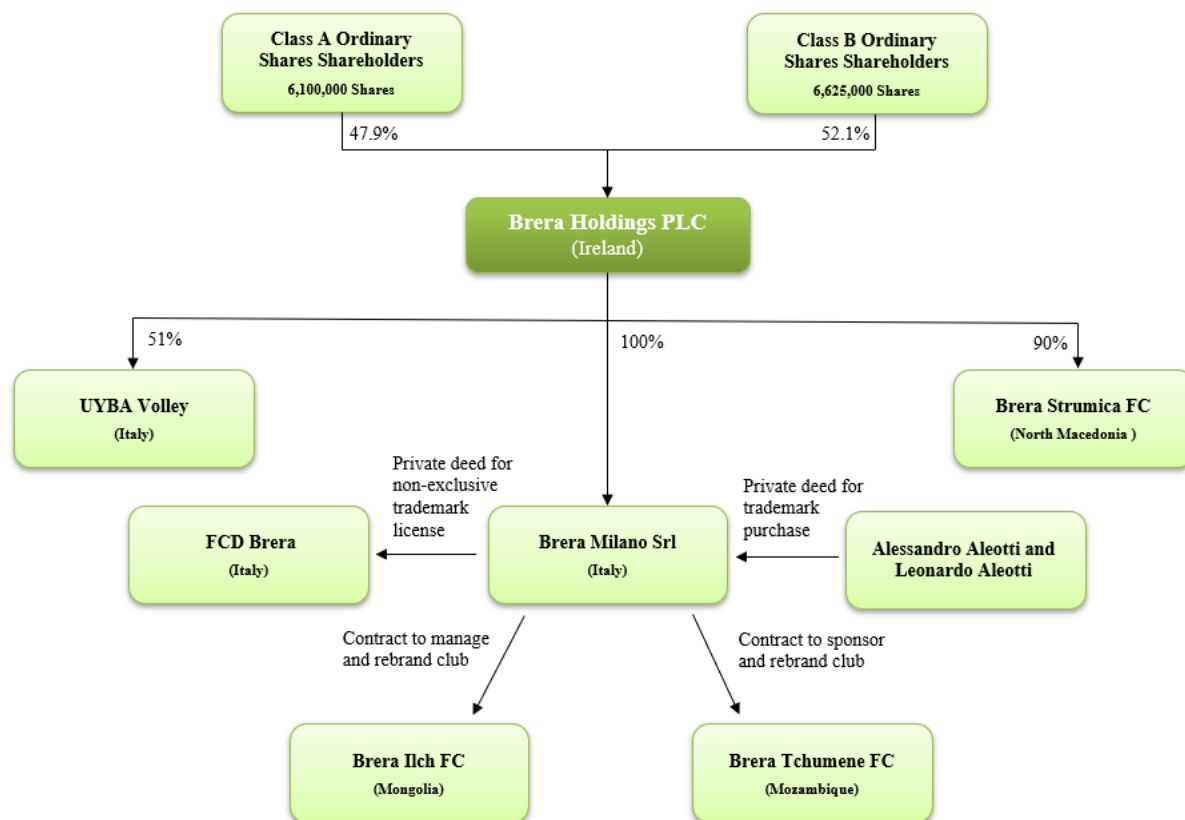 Class A Ordinary
Shares Shareholders
6,100,000 Shares
Class B Ordinary
Shares Shareholders
6,625,000 Shares
47.9%
52.1%
Brera Holdings PLC
(Ireland)
51%
100%
90%
UYBA Volley
(Italy)
Brera Strumica FC
(North Macedonia )
Private deed for
non-exclusive
trademark
license
Private deed for
trademark
purchase
FCD Brera
(Italy)
Brera Milano Srl
(Italy)
Alessandro Aleotti and
Leonardo Aleotti
Contract to manage
and rebrand club
Contract to sponsor
and rebrand club
Brera Ilch FC
(Mongolia)
Brera Tchumene FC
(Mozambique)